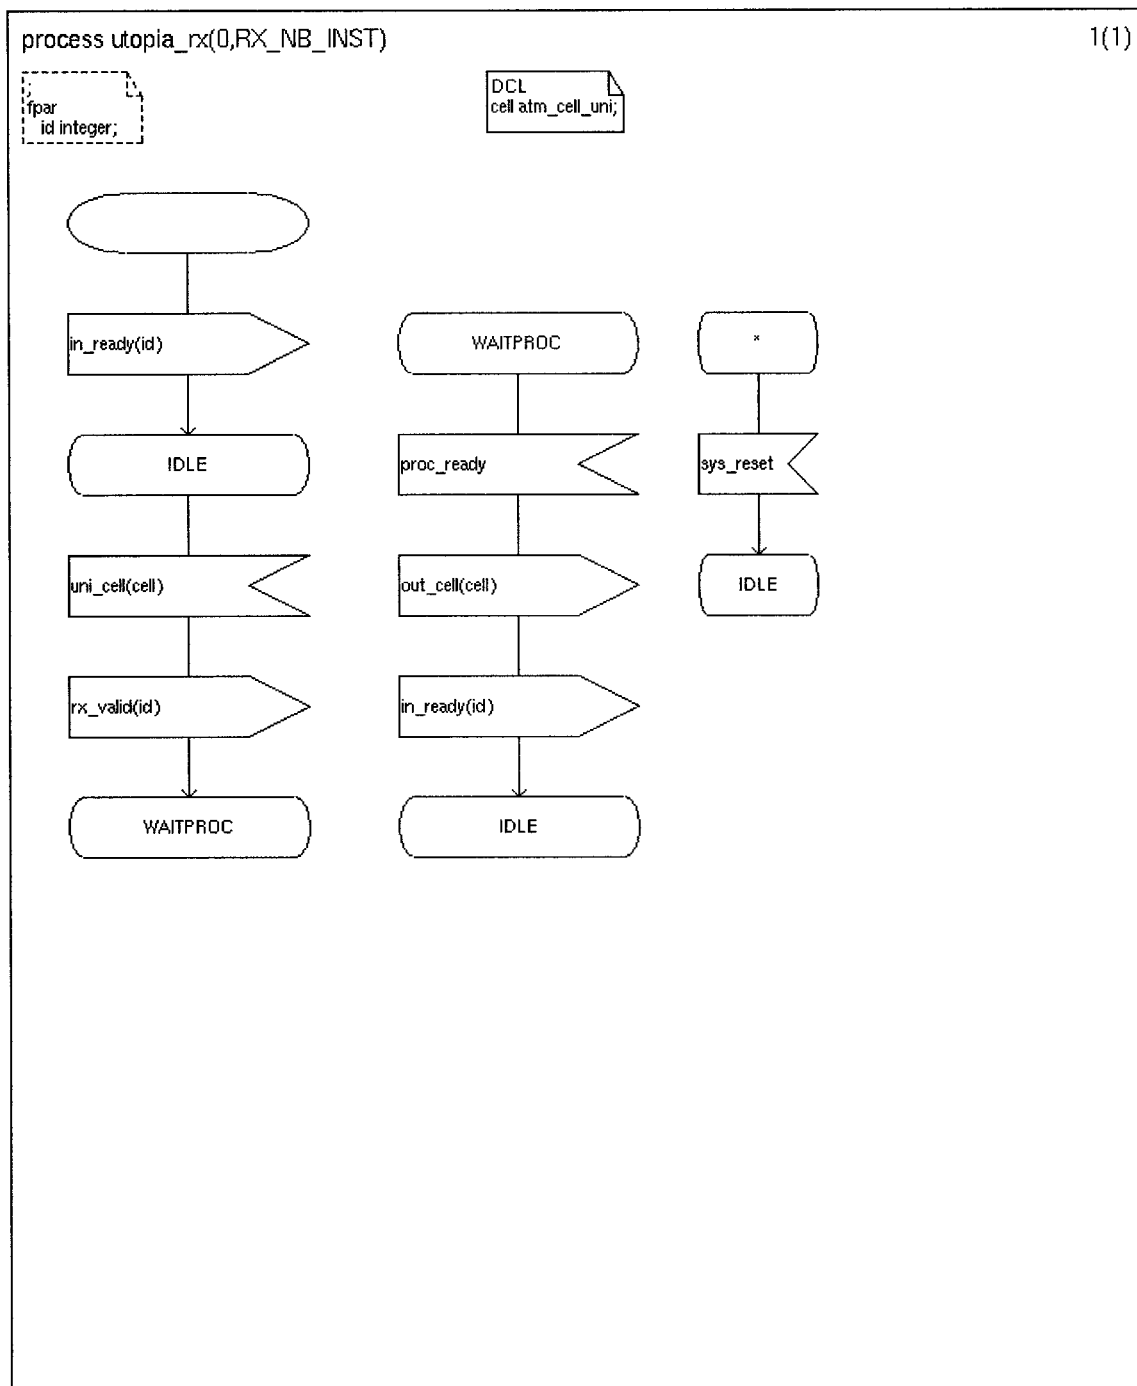 process utopia_rx(0,RX_NB_INST)
1(1)
;
fpar
id integer;
DCL
cell atm_cell_uni;
in_ready(id)
IDLE
uni_cell(cell)
rx_valid(id)
WAITPROC
WAITPROC
proc_ready
out_cell(cell)
in_ready(id)
IDLE
*
sys_reset
IDLE